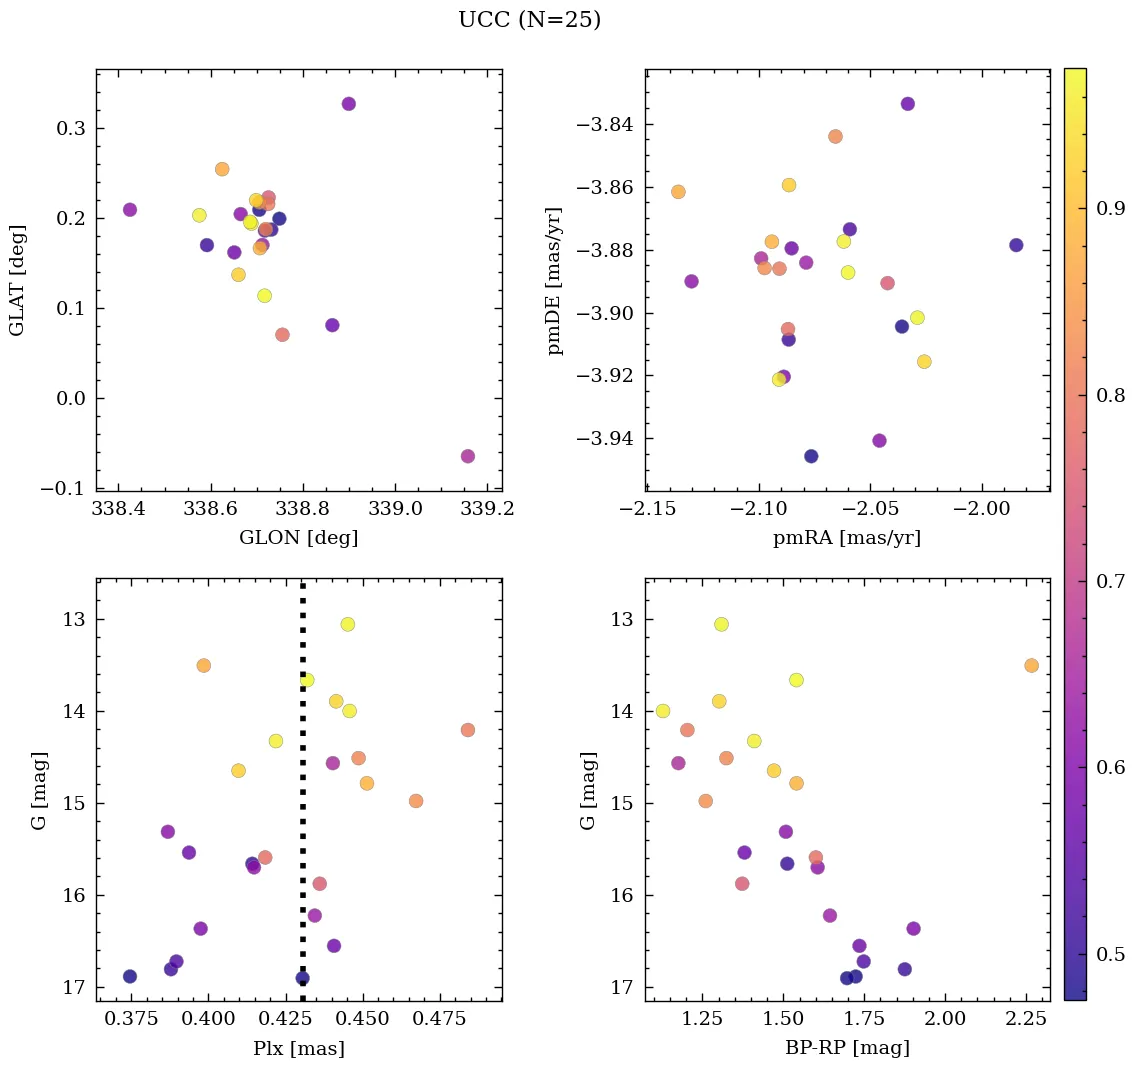 UCC (N=25)
0.3
0.2
0.1
0.0
−0.1
GLAT [deg]
338.4 338.6 338.8 339.0 339.2
GLON [deg]
−3.84
−3.86
−3.88
−3.90
−3.92
−3.94
pmDE [mas/yr]
−2.15 −2.10 −2.05 −2.00
pmRA [mas/yr]
13
14
15
16
17
G [mag]
0.375 0.400 0.425 0.450 0.475
Plx [mas]
13
14
15
16
17
G [mag]
1.25 1.50 1.75 2.00 2.25
BP-RP [mag]
0.9
0.8
0.7
0.6
0.5